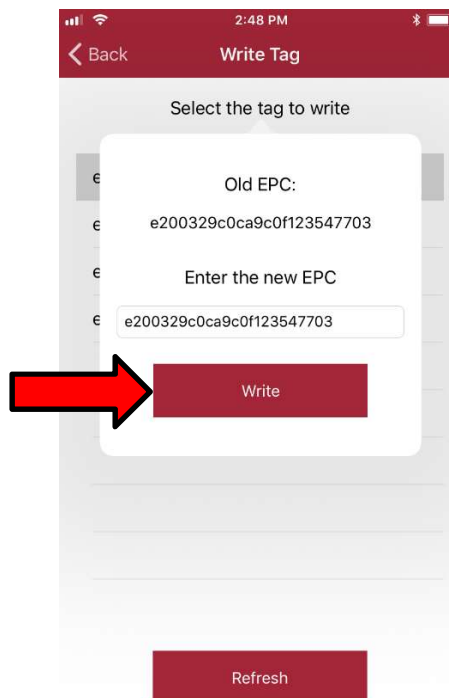 2:48 PM
Back
Write Tag
Select the tag to write
e
Old EPC:
e
e200329c0ca9c0f123547703
e
Enter the new EPC
e
e200329c0ca9c0f123547703
Write
Refresh